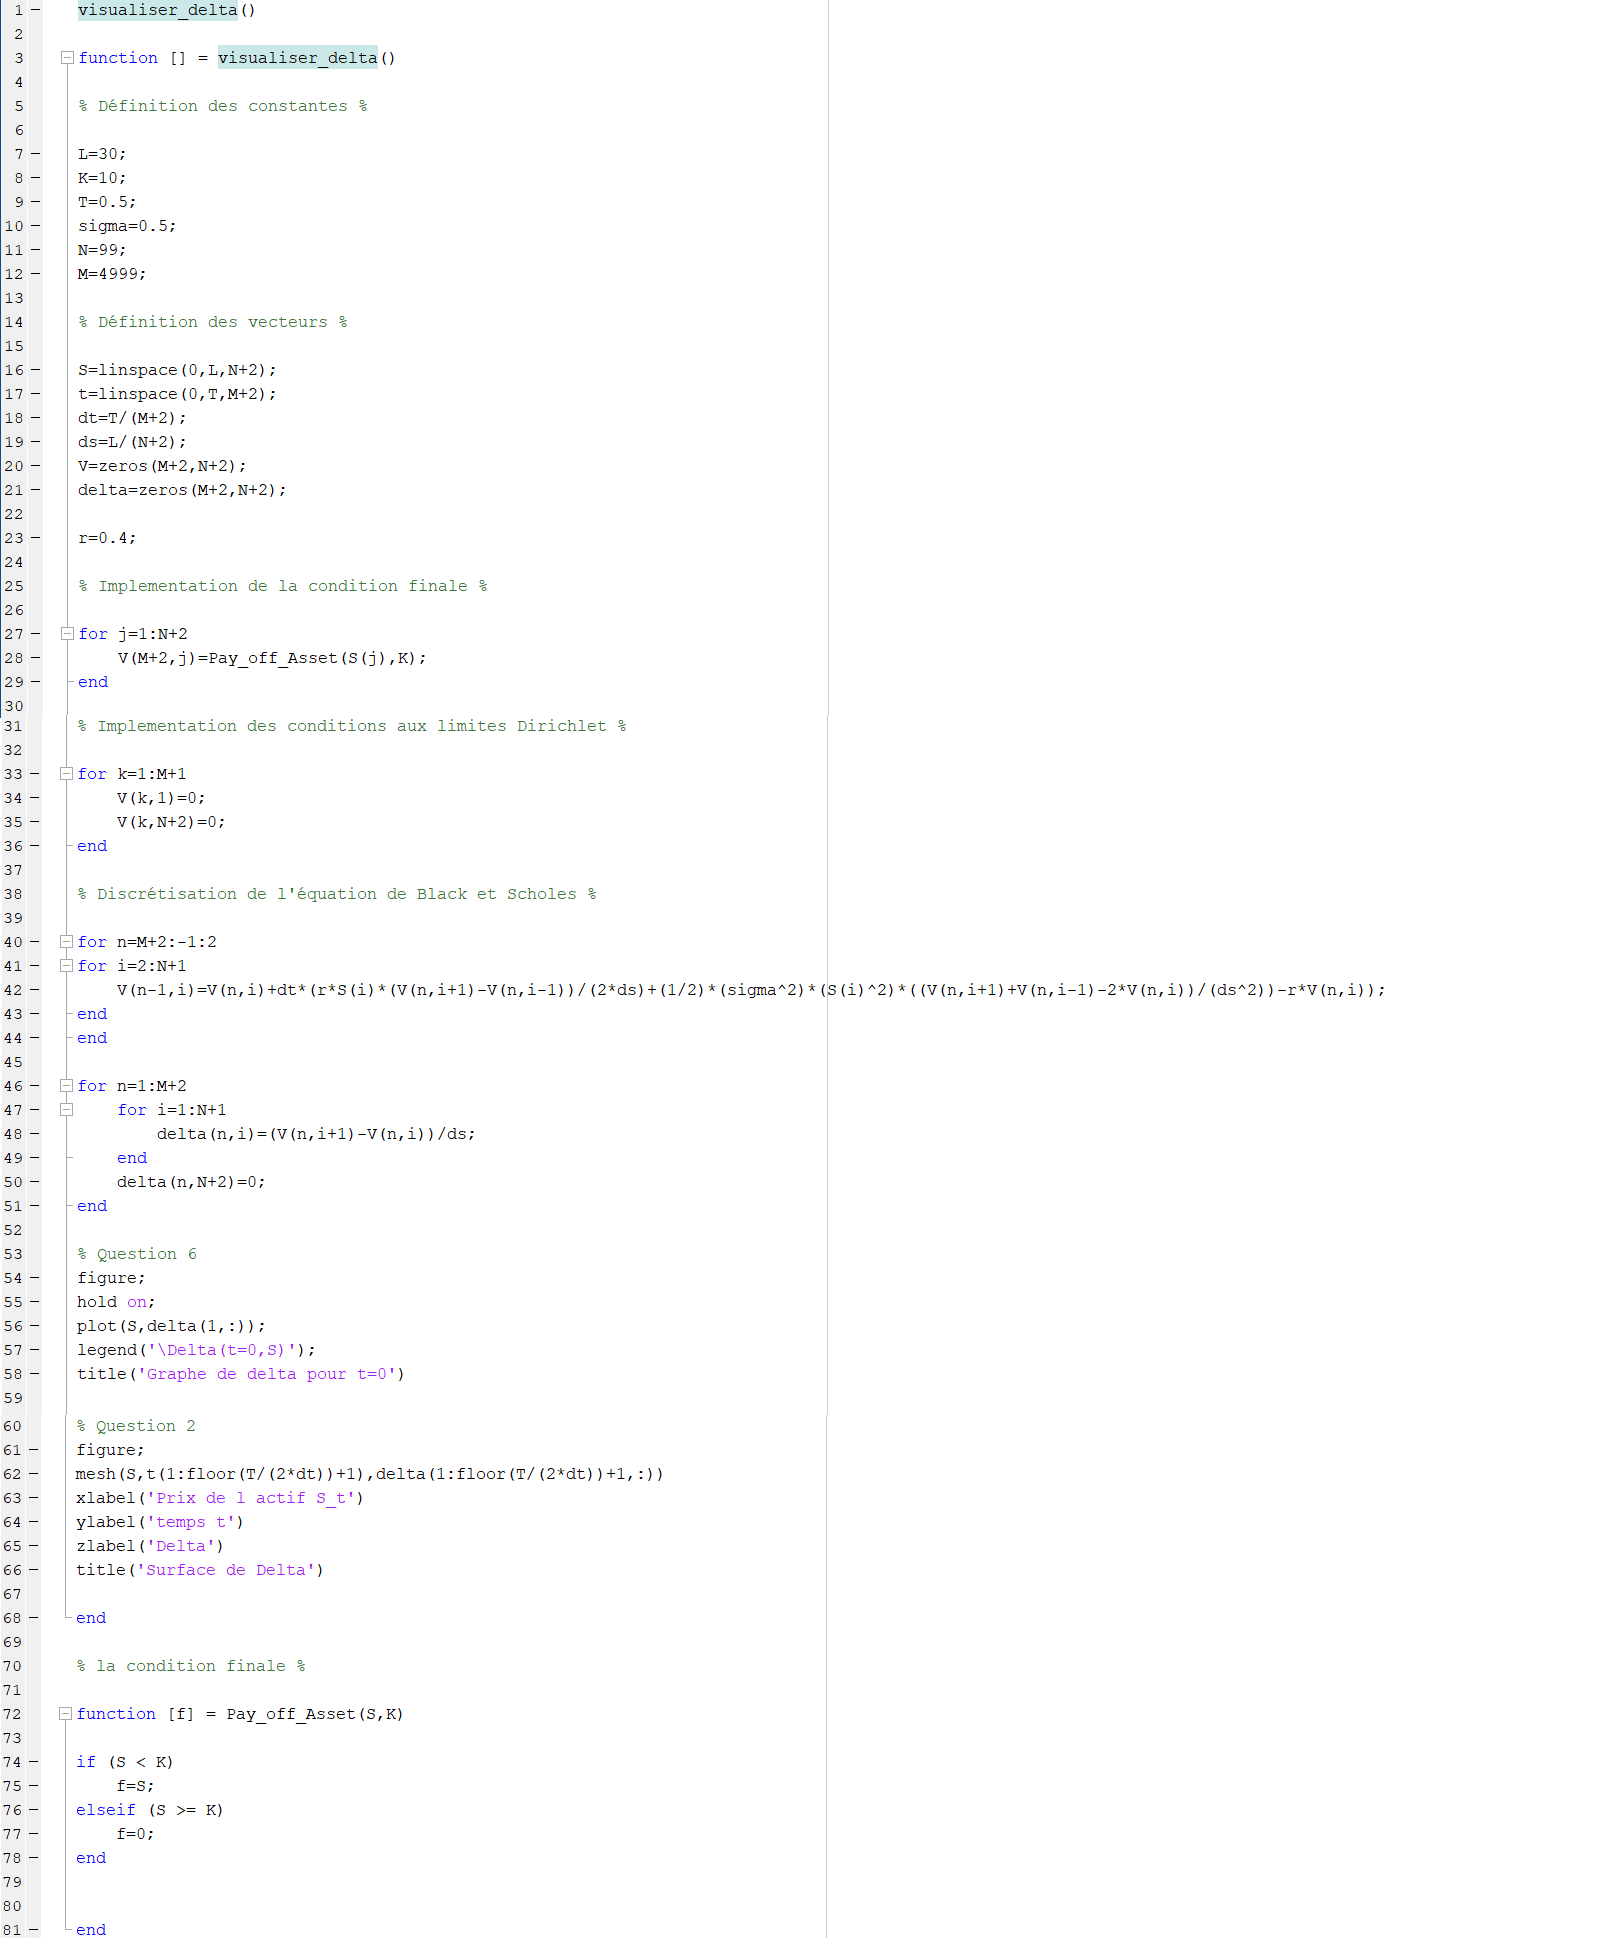 1 – visualiser_delta()
2
3 function [] = visualiser_delta()
4
5 % Définition des constantes %
6
7 – L=30;
8 – K=10;
9 – T=0.5;
10 – sigma=0.5;
11 – N=99;
12 – M=4999;
13
14 % Définition des vecteurs %
15
16 – S=linspace(0,L,N+2);
17 – t=linspace(0,T,M+2);
18 – dt=T/(M+2);
19 – ds=L/(N+2);
20 – V=zeros(M+2,N+2);
21 – delta=zeros(M+2,N+2);
22
23 – r=0.4;
24
25 % Implementation de la condition finale %
26
27 – for j=1:N+2
28 – V(M+2,j)=Pay_off_Asset(S(j),K);
29 – end
30
31 % Implementation des conditions aux limites Dirichlet %
32
33 – for k=1:M+1
34 – V(k,1)=0;
35 – V(k,N+2)=0;
36 – end
37
38 % Discrétisation de l'équation de Black et Scholes %
39
40 – for n=M+2:-1:2
41 – for i=2:N+1
42 – V(n-1,i)=V(n,i)+dt*(r*S(i)*(V(n,i+1)-V(n,i-1))/(2*ds)+(1/2)*(sigma^2)*(S(i)^2)*((V(n,i+1)+V(n,i-1)-2*V(n,i))/(ds^2))-r*V(n,i));
43 – end
44 – end
45
46 – for n=1:M+2
47 – for i=1:N+1
48 – delta(n,i)=(V(n,i+1)-V(n,i))/ds;
49 – end
50 – delta(n,N+2)=0;
51 – end
52
53 % Question 6
54 – figure;
55 – hold on;
56 – plot(S,delta(1,:));
57 – legend('\Delta(t=0,S)');
58 – title('Graphe de delta pour t=0')
59
60 % Question 2
61 – figure;
62 – mesh(S,t(1:floor(T/(2*dt))+1),delta(1:floor(T/(2*dt))+1,:))
63 – xlabel('Prix de l actif S_t')
64 – ylabel('temps t')
65 – zlabel('Delta')
66 – title('Surface de Delta')
67
68 – end
69
70 % la condition finale %
71
72 function [f] = Pay_off_Asset(S,K)
73
74 – if (S < K)
75 – f=S;
76 – elseif (S >= K)
77 – f=0;
78 – end
79
80
81 – end